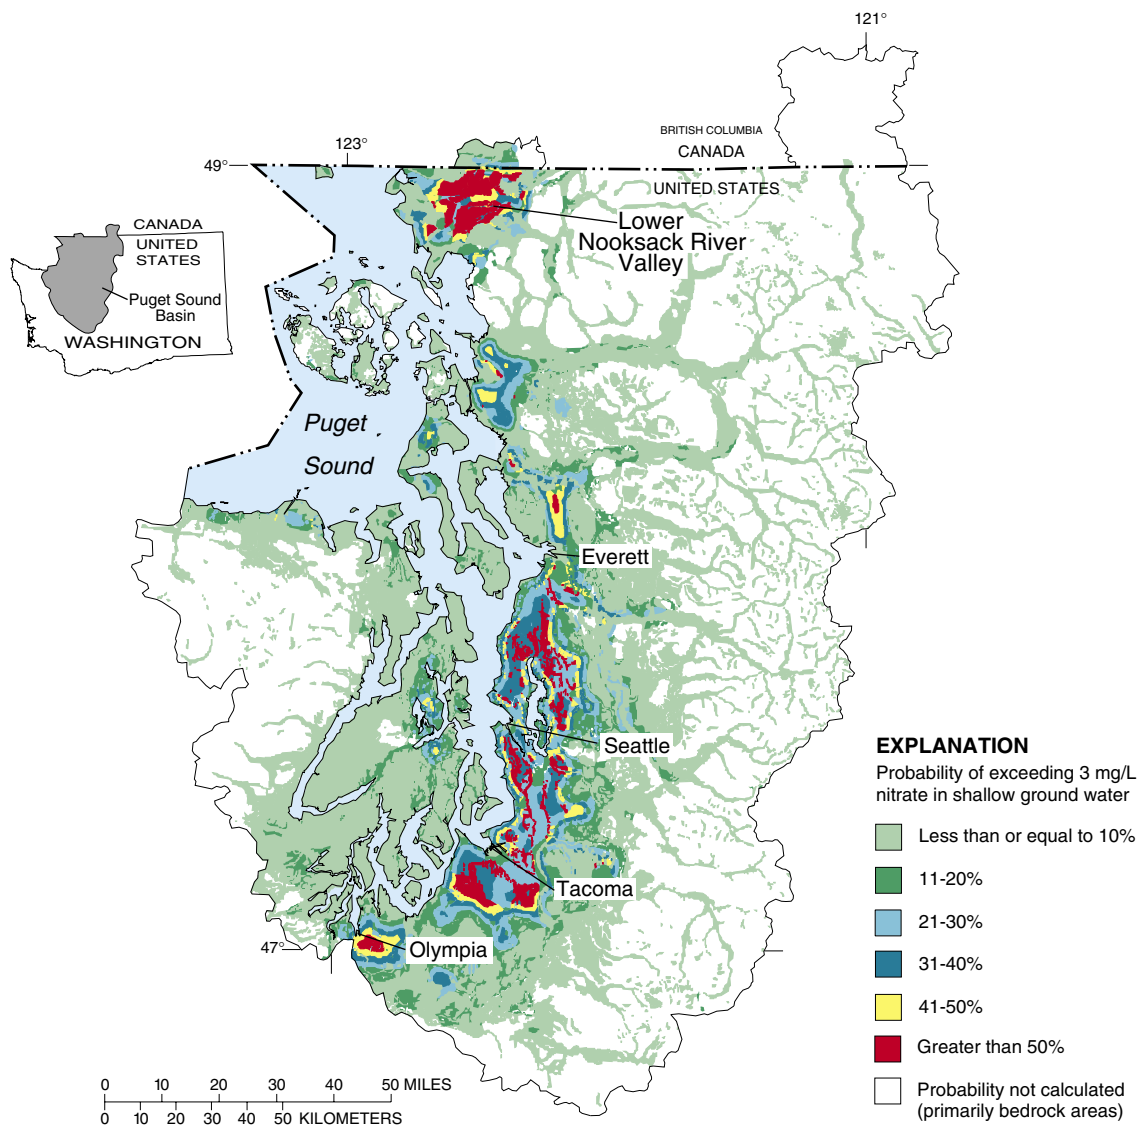 121°
BRITISH COLUMBIA
CANADA
123°
49°
UNITED STATES
Lower
Nooksack River
Valley
CANADA
UNITED
STATES
Puget Sound
Basin
WASHINGTON
Puget
Sound
Everett
Seattle
Tacoma
Olympia
47°
EXPLANATION
Probability of exceeding 3 mg/L
nitrate in shallow ground water
Less than or equal to 10%
11-20%
21-30%
31-40%
41-50%
Greater than 50%
Probability not calculated
(primarily bedrock areas)
0 10 20 30 40 50 MILES
0 10 20 30 40 50 KILOMETERS